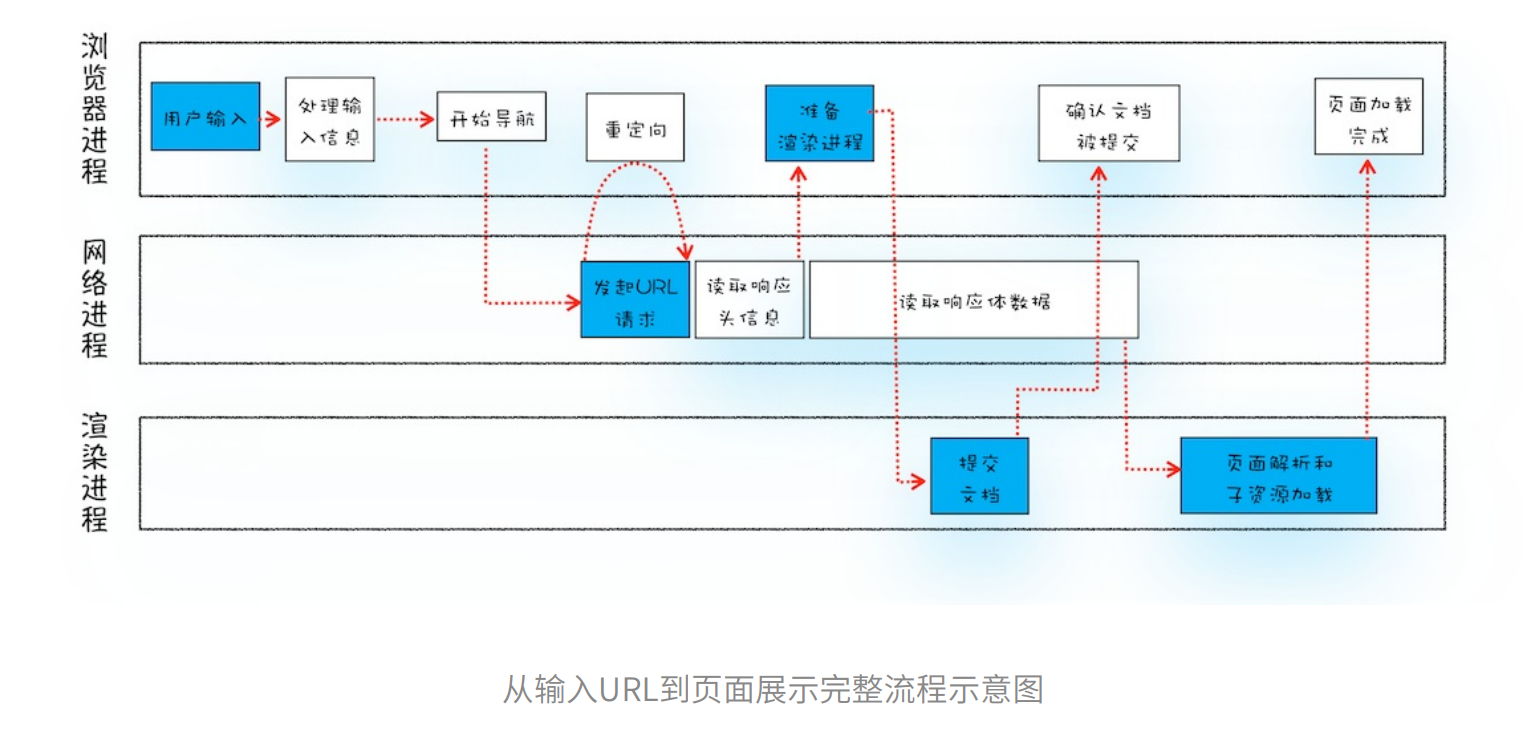 浏览器进程
用户输入
处理输
入信息
开始导航
重定向
准备
渲染进程
确认文档
被提交
页面加载
完成
网络进程
发起URL
请求
读取响应
头信息
读取响应体数据
渲染进程
提交
文档
页面解析和
子资源加载
从输入URL到页面展示完整流程示意图